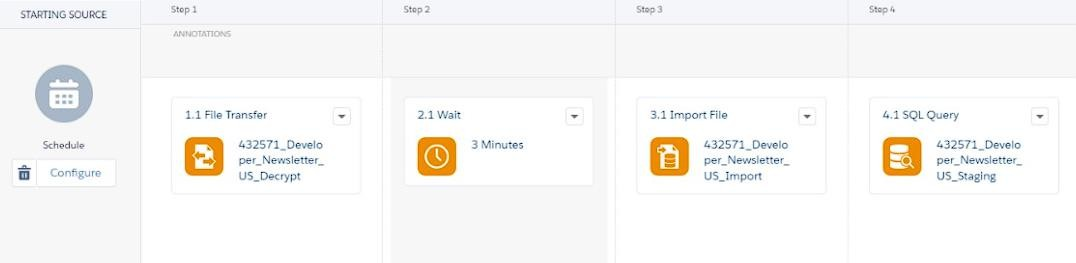 STARTING SOURCE
Step 1
Step 2
Step 3
Step 4
ANNOTATIONS
Schedule
Configure
1.1 File Transfer
432571_Develo
per_Newsletter_
US_Decrypt
2.1 Wait
3 Minutes
3.1 Import File
432571_Develo
per_Newsletter_
US_Import
4.1 SQL Query
432571_Develo
per_Newsletter_
US_Staging